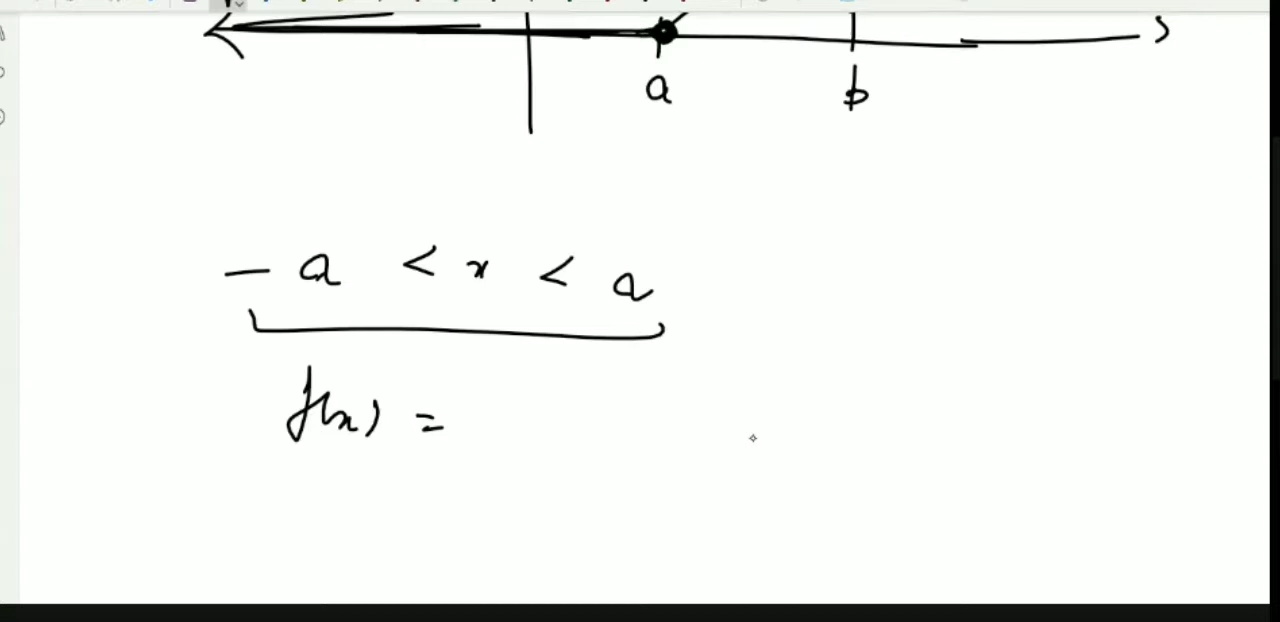 a b
- a < x < a
f(x) =